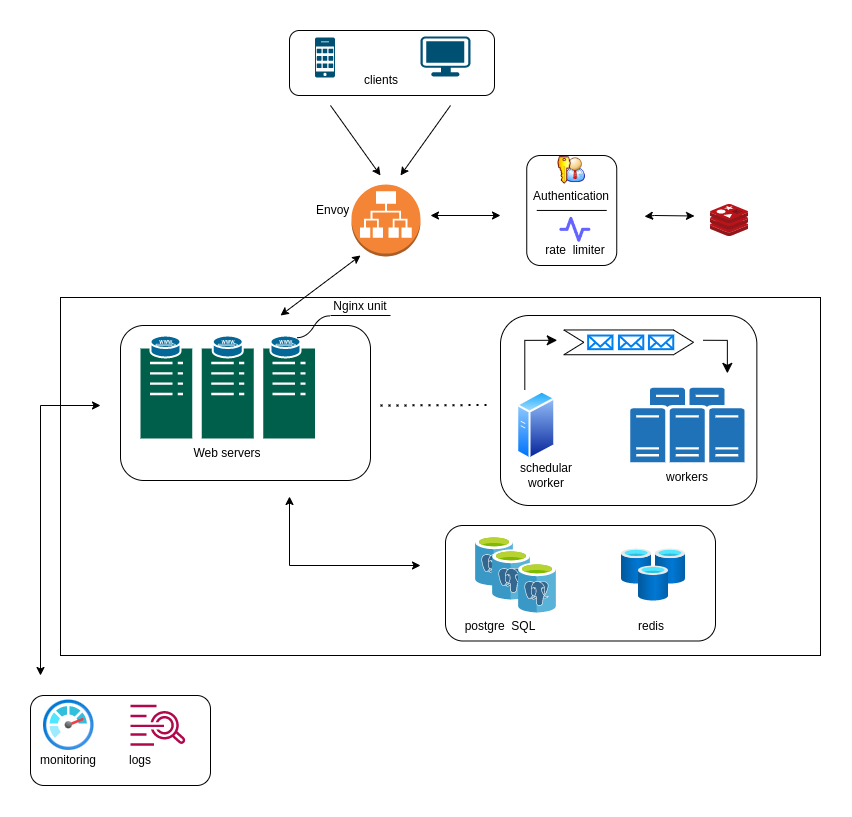 clients
Envoy
Authentication
rate limiter
Nginx unit
www
www
www
Web servers
schedular
worker
workers
postgre SQL
redis
monitoring
logs